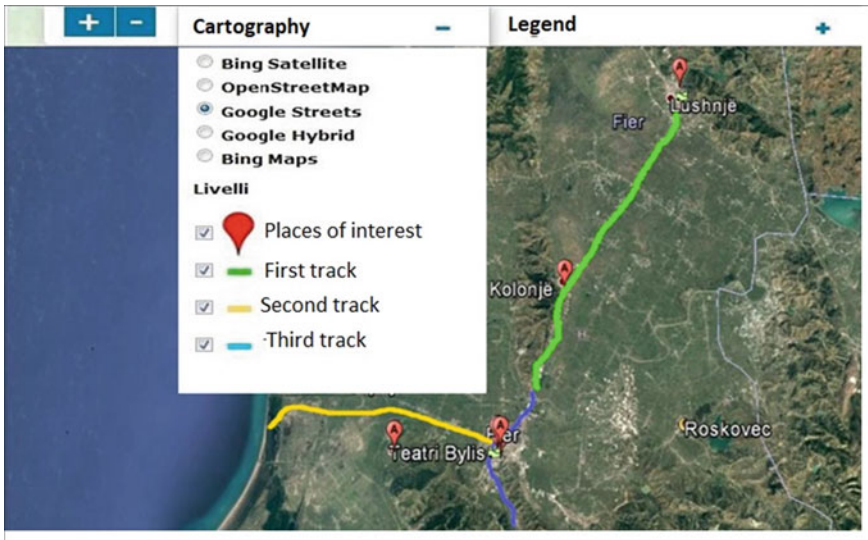 + -
Cartography -
Legend +
Bing Satellite
OpenStreetMap
Google Streets
Google Hybrid
Bing Maps
Livelli
Places of interest
First track
Second track
Third track
A
Lushnje
Fier
A
Kolonje
A
A
Fier
Teatri Bylis
Roskovec